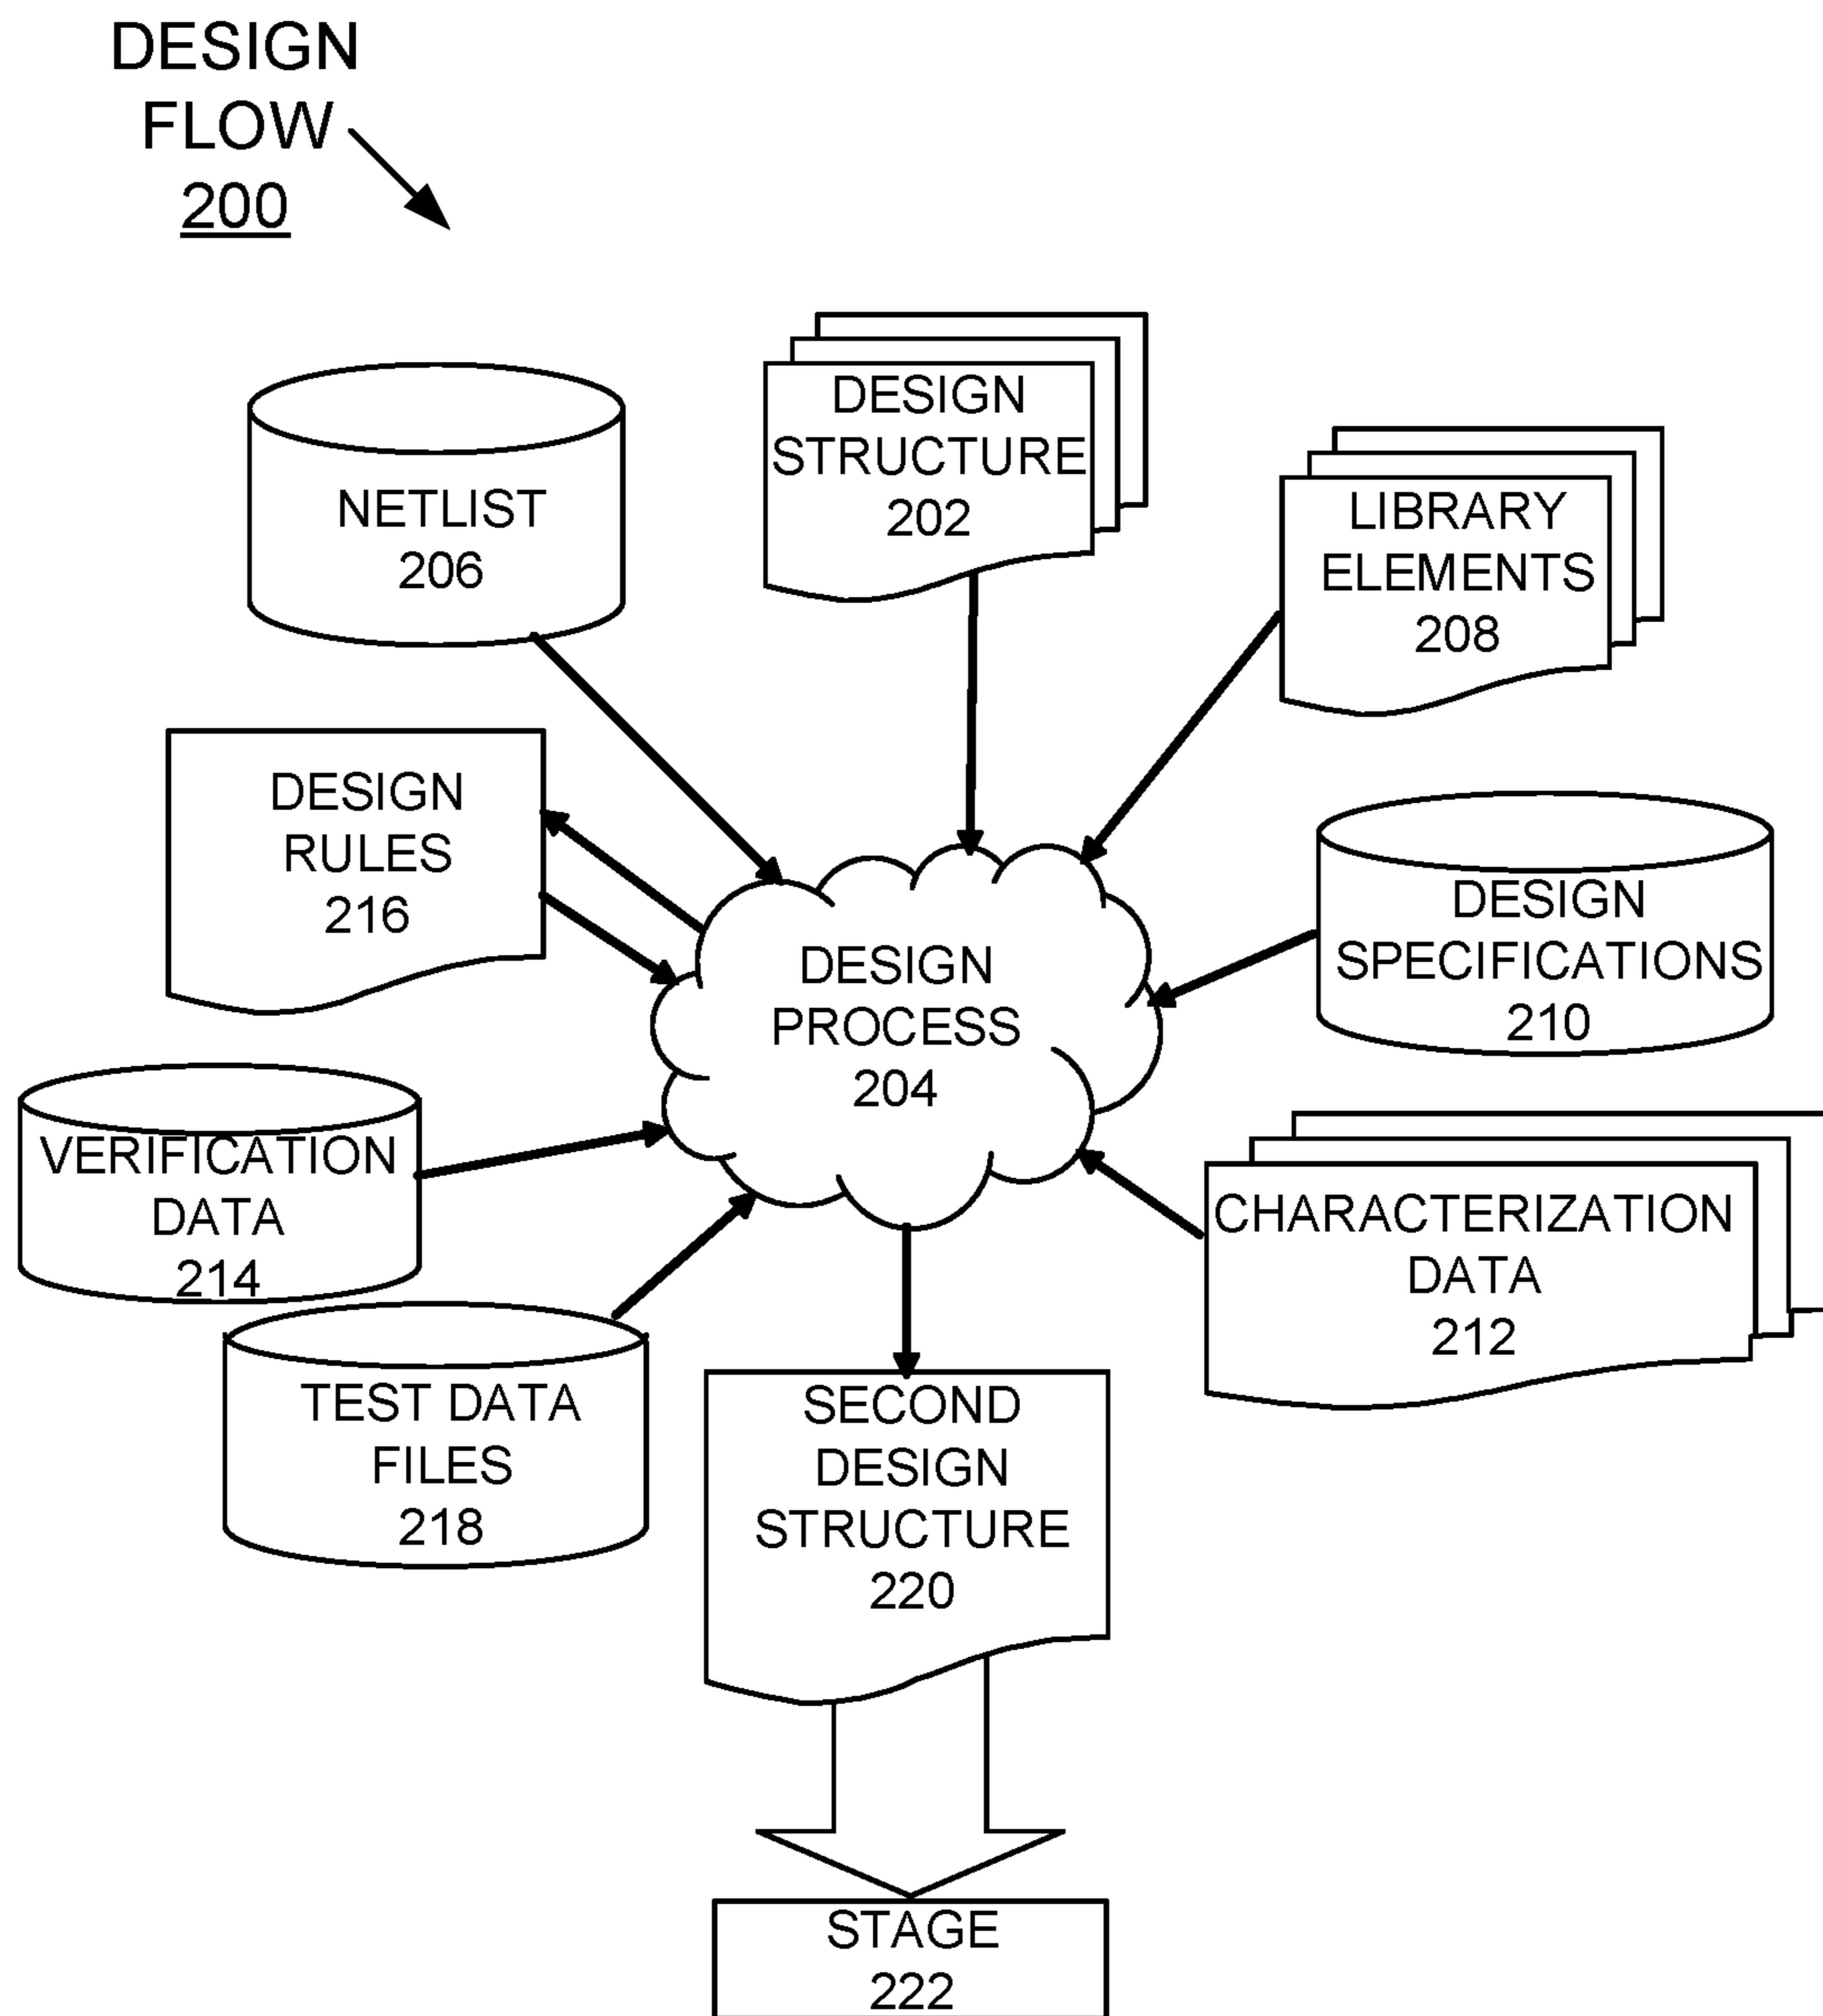 DESIGN
FLOW
200
DESIGN
STRUCTURE
202
NETLIST
206
LIBRARY
ELEMENTS
208
DESIGN
RULES
216
DESIGN
PROCESS
204
DESIGN
SPECIFICATIONS
210
VERIFICATION
DATA
214
CHARACTERIZATION
DATA
212
TEST DATA
FILES
218
SECOND
DESIGN
STRUCTURE
220
STAGE
222